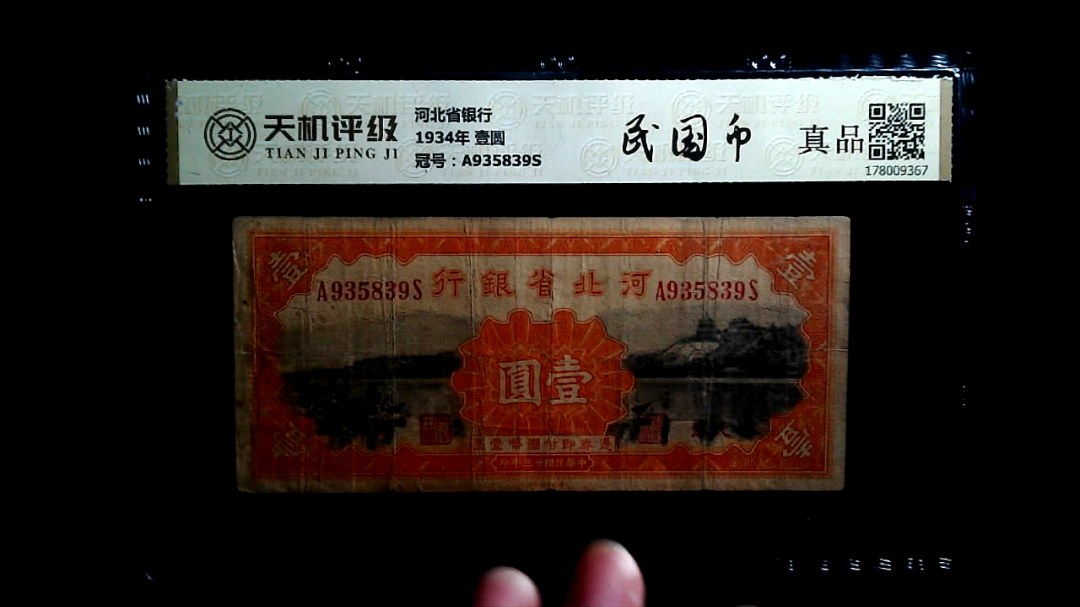 天机评级
TIAN JI PING JI
河北省银行
1934年 壹圆
冠号：A935839S
民国币
真品
178009367
壹
壹
行銀省北河
A935839S
A935839S
圓壹
壹
壹